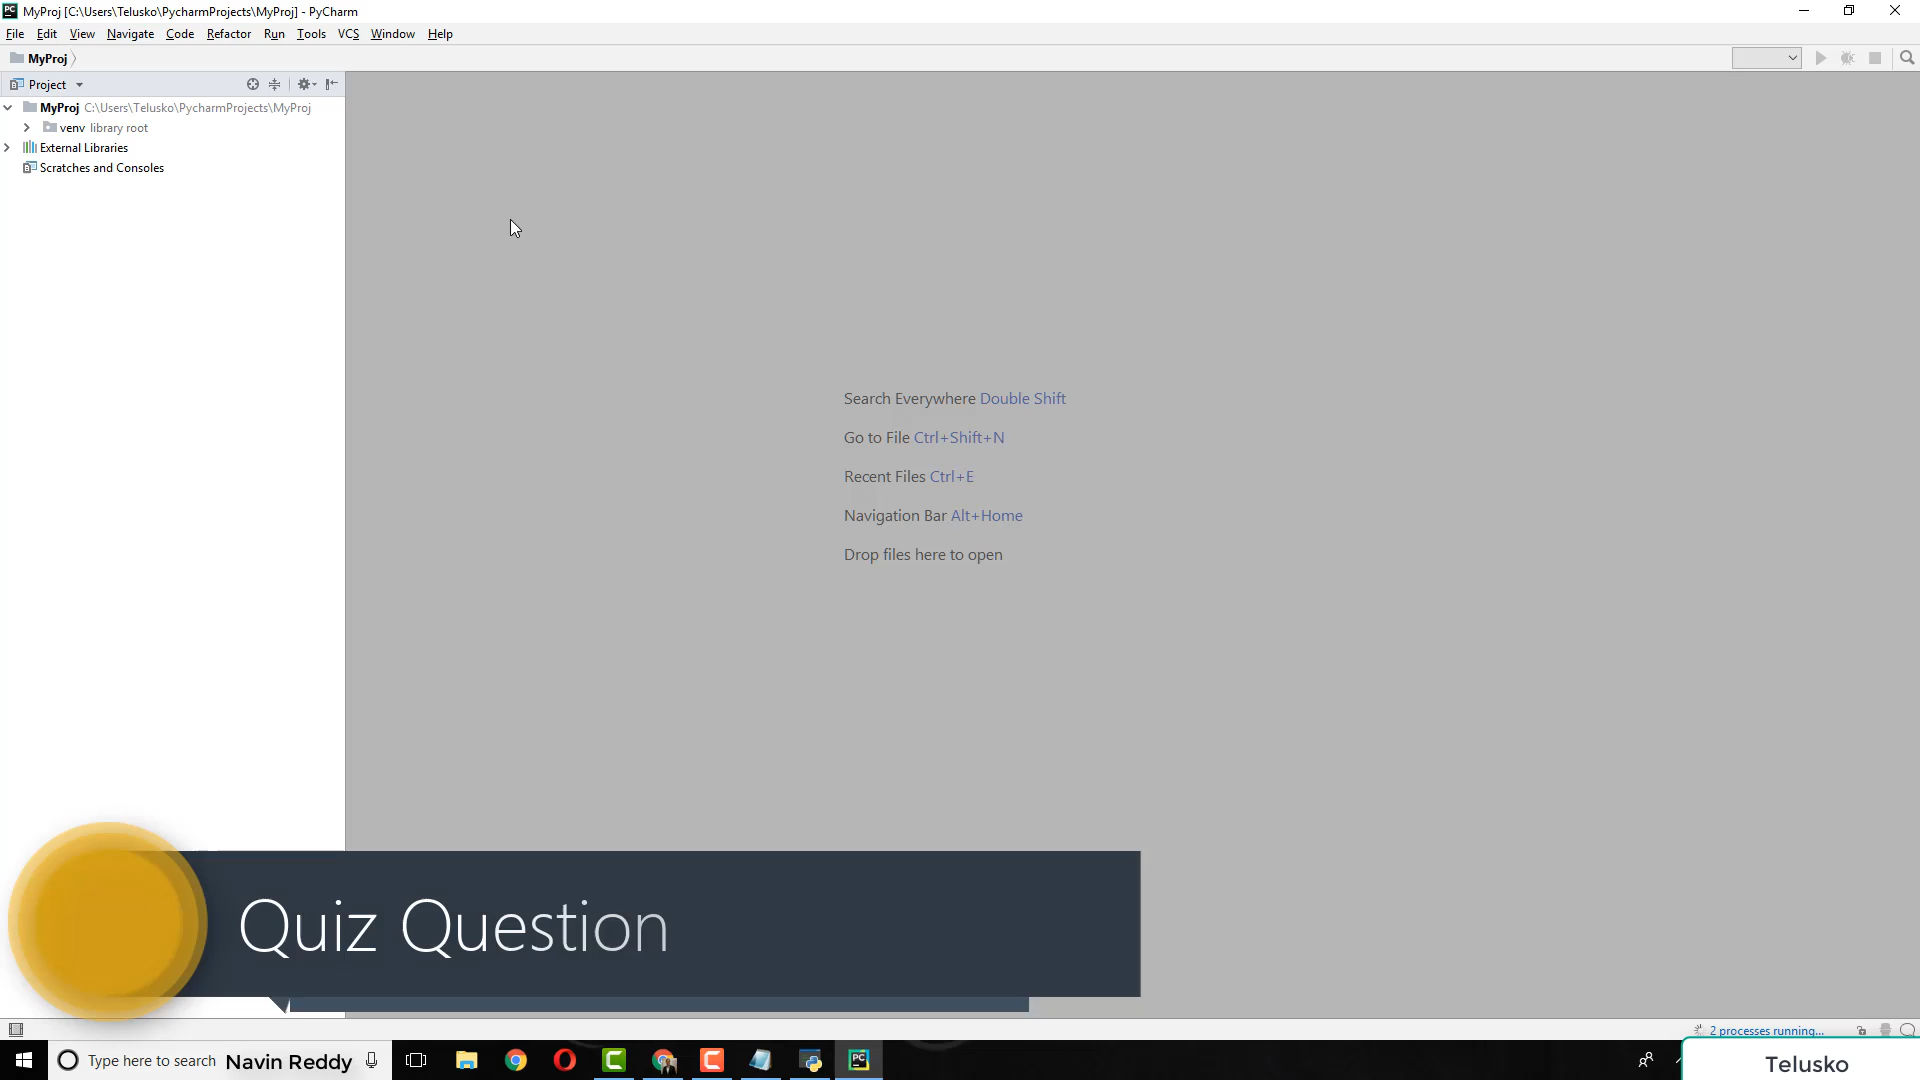 MyProj [C:\Users\Telusko\PycharmProjects\MyProj] - PyCharm
File Edit View Navigate Code Refactor Run Tools VCS Window Help
MyProj
Project
MyProj C:\Users\Telusko\PycharmProjects\MyProj
venv library root
External Libraries
Scratches and Consoles
Search Everywhere Double Shift
Go to File Ctrl+Shift+N
Recent Files Ctrl+E
Navigation Bar Alt+Home
Drop files here to open
Quiz Question
2 processes running...
Type here to search Navin Reddy
Telusko